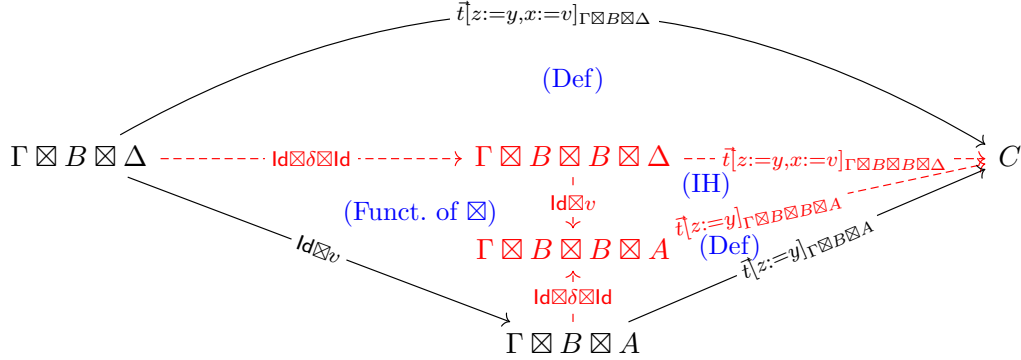 t⃗[z:=y,x:=v]_{Γ⊠B⊠Δ}
(Def)
Γ ⊠ B ⊠ Δ
Id⊠δ⊠Id
Γ ⊠ B ⊠ B ⊠ Δ
t⃗[z:=y,x:=v]_{Γ⊠B⊠B⊠Δ}
C
(IH)
Id⊠v
(Funct. of ⊠)
t⃗[z:=y]_{Γ⊠B⊠B⊠A}
Id⊠v
Γ ⊠ B ⊠ B ⊠ A
(Def)
t⃗[z:=y]_{Γ⊠B⊠A}
Id⊠δ⊠Id
Γ ⊠ B ⊠ A